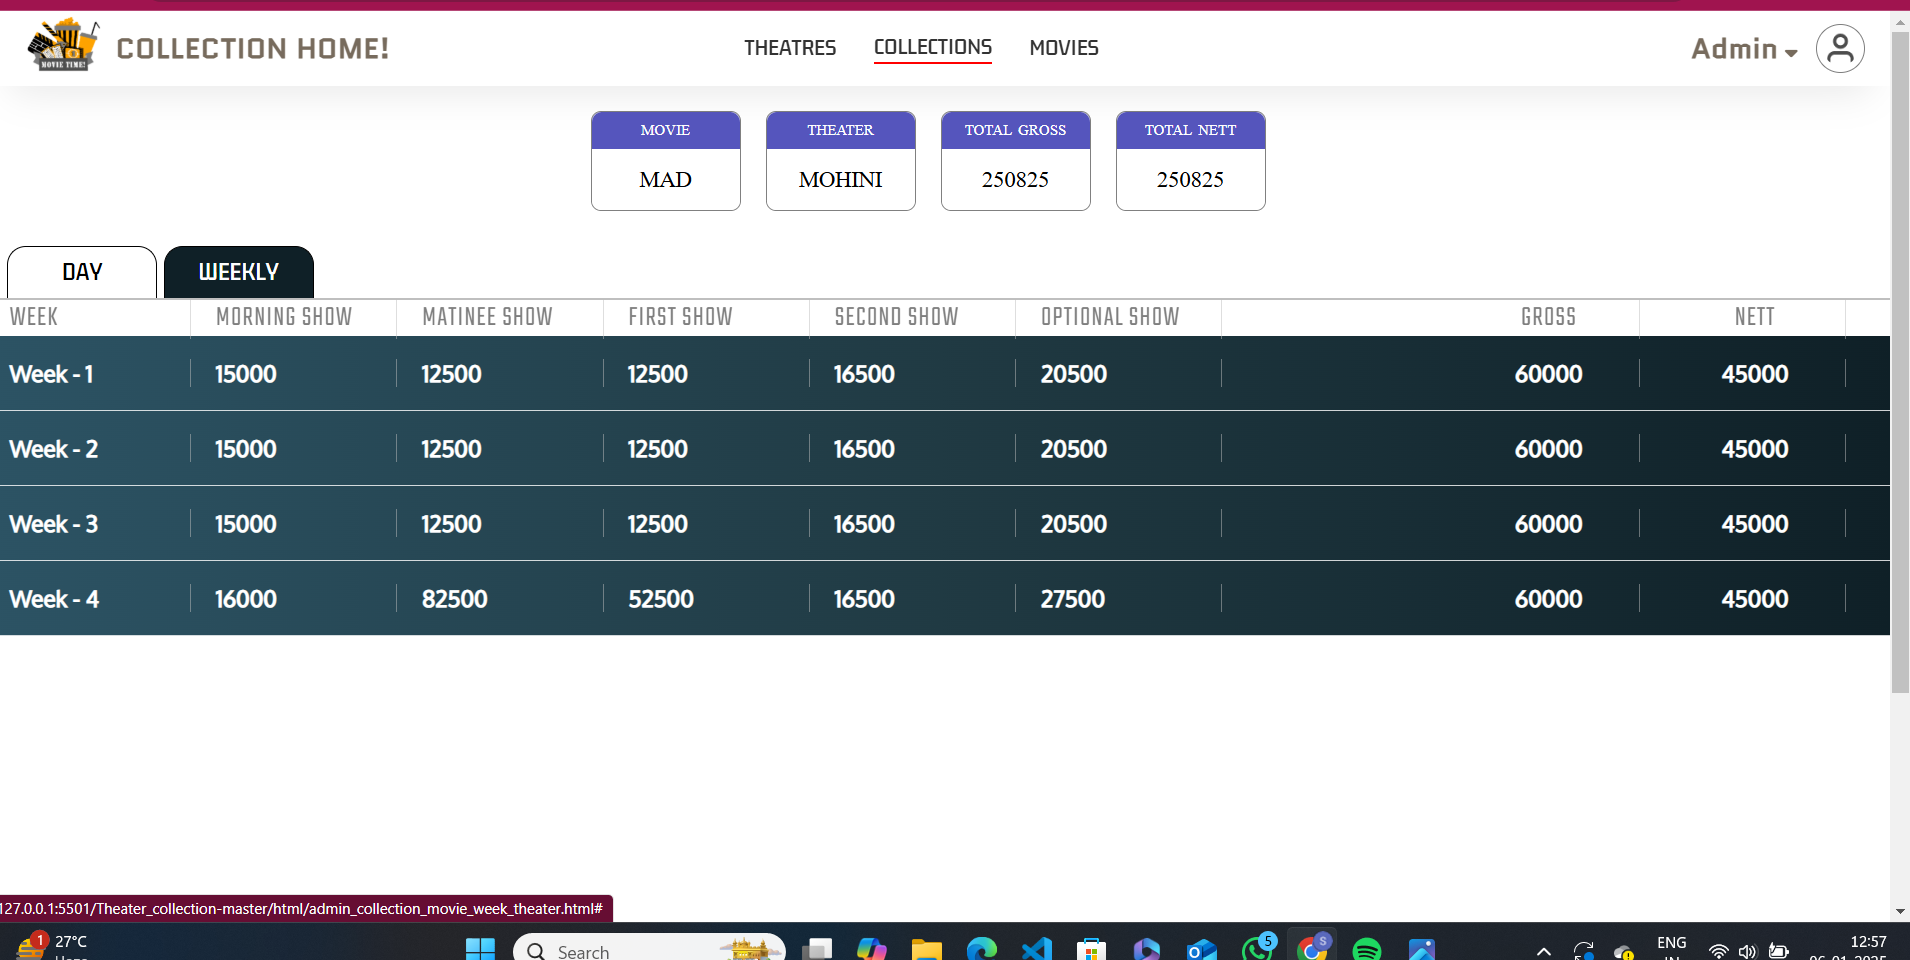 MOVIE TIME!
COLLECTION HOME!
THEATRES COLLECTIONS MOVIES
Admin
MOVIE THEATER TOTAL GROSS TOTAL NETT
MAD MOHINI 250825 250825
DAY WEEKLY
WEEK MORNING SHOW MATINEE SHOW FIRST SHOW SECOND SHOW OPTIONAL SHOW GROSS NETT
Week - 1 15000 12500 12500 16500 20500 60000 45000
Week - 2 15000 12500 12500 16500 20500 60000 45000
Week - 3 15000 12500 12500 16500 20500 60000 45000
Week - 4 16000 82500 52500 16500 27500 60000 45000
127.0.0.1:5501/Theater_collection-master/html/admin_collection_movie_week_theater.html#
1 27°C Search 5 S ENG 12:57